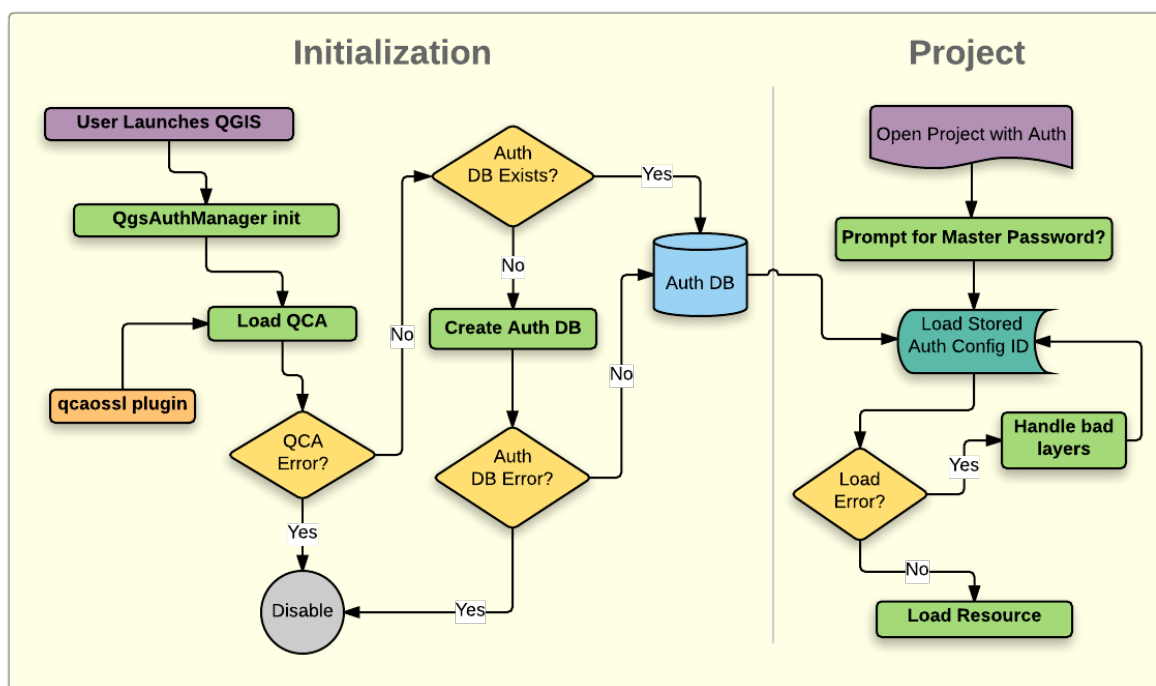 Initialization
User Launches QGIS
QgsAuthManager init
Load QCA
qcaossl plugin
QCA
Error?
No
Yes
Disable
Auth
DB Exists?
Yes
No
Create Auth DB
Auth
DB Error?
No
Yes
Auth DB
Project
Open Project with Auth
Prompt for Master Password?
Load Stored
Auth Config ID
Load
Error?
Yes
Handle bad
layers
No
Load Resource